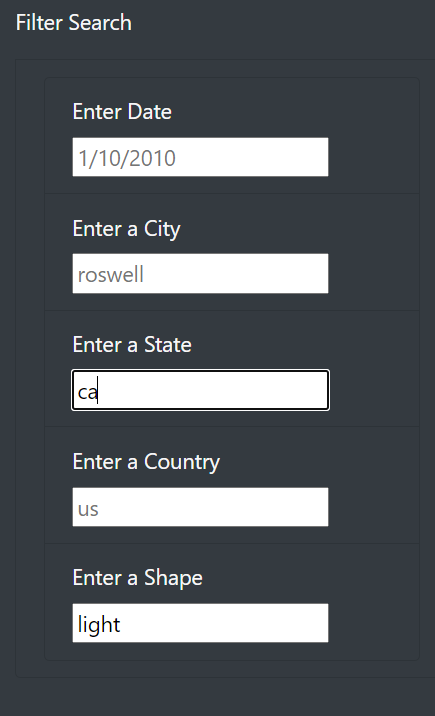 Filter Search
Enter Date
1/10/2010
Enter a City
roswell
Enter a State
ca
Enter a Country
us
Enter a Shape
light